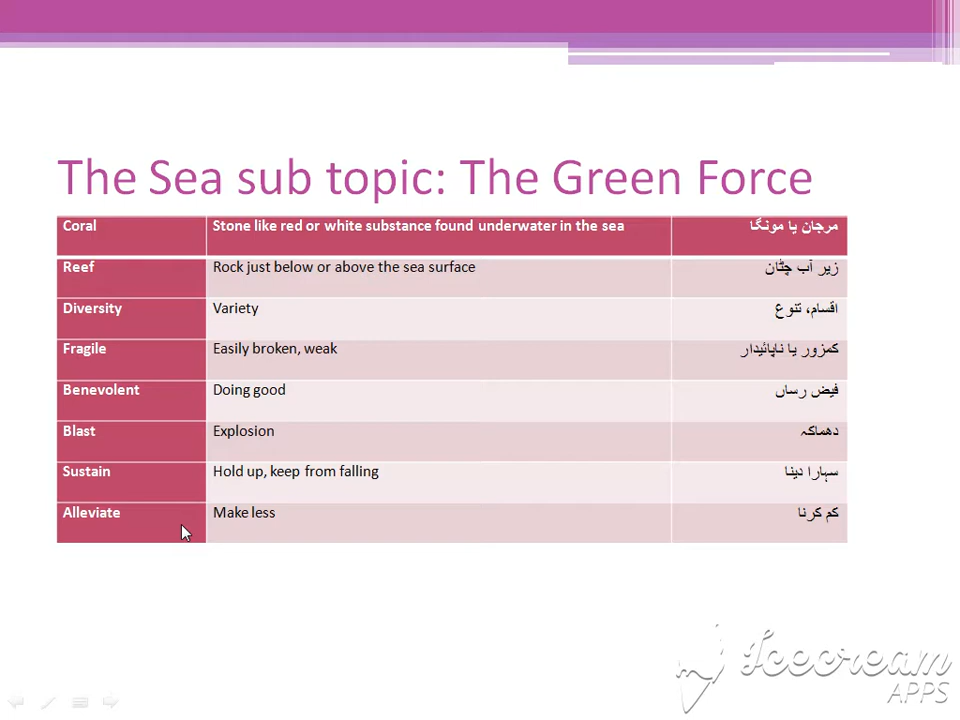 The Sea sub topic: The Green Force
Coral Stone like red or white substance found underwater in the sea مرجان یا مونگا
Reef Rock just below or above the sea surface زیر آب چٹان
Diversity Variety اقسام، تنوع
Fragile Easily broken, weak کمزور یا ناپائیدار
Benevolent Doing good فیض رساں
Blast Explosion دھماکہ
Sustain Hold up, keep from falling سہارا دینا
Alleviate Make less کم کرنا
Icecream
APPS